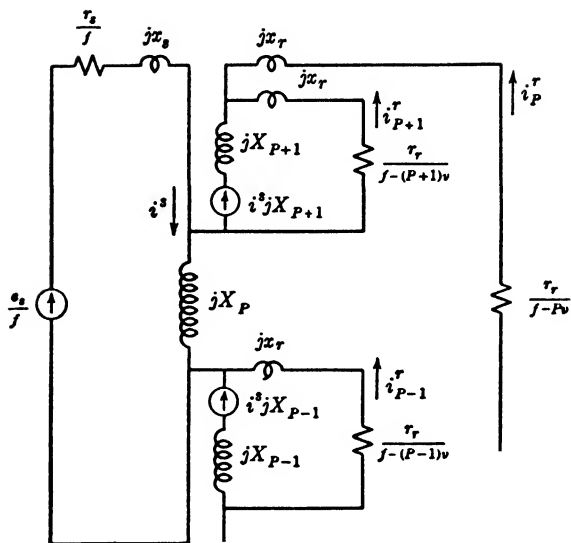 r_s/f
jx_s
jx_r
jx_r
i^r_P
i^r_{P+1}
jX_{P+1}
r_r/f-(P+1)ν
i^s
i^s jX_{P+1}
e_s/f
jX_P
r_r/f-Pν
jx_r
i^r_{P-1}
i^s jX_{P-1}
r_r/f-(P-1)ν
jX_{P-1}